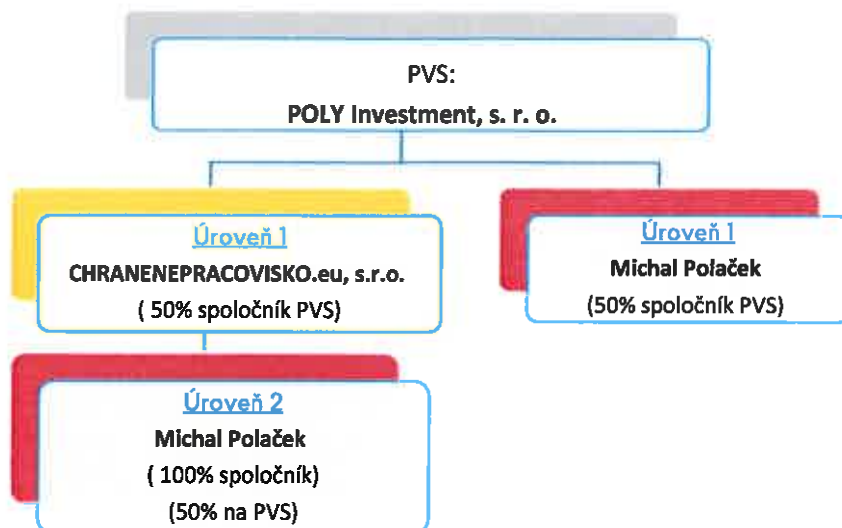 PVS:
POLY Investment, s. r. o.
Úroveň 1
CHRANENEPRACOVISKO.eu, s.r.o.
( 50% spoločník PVS)
Úroveň 1
Michal Polaček
(50% spoločník PVS)
Úroveň 2
Michal Polaček
( 100% spoločník)
(50% na PVS)